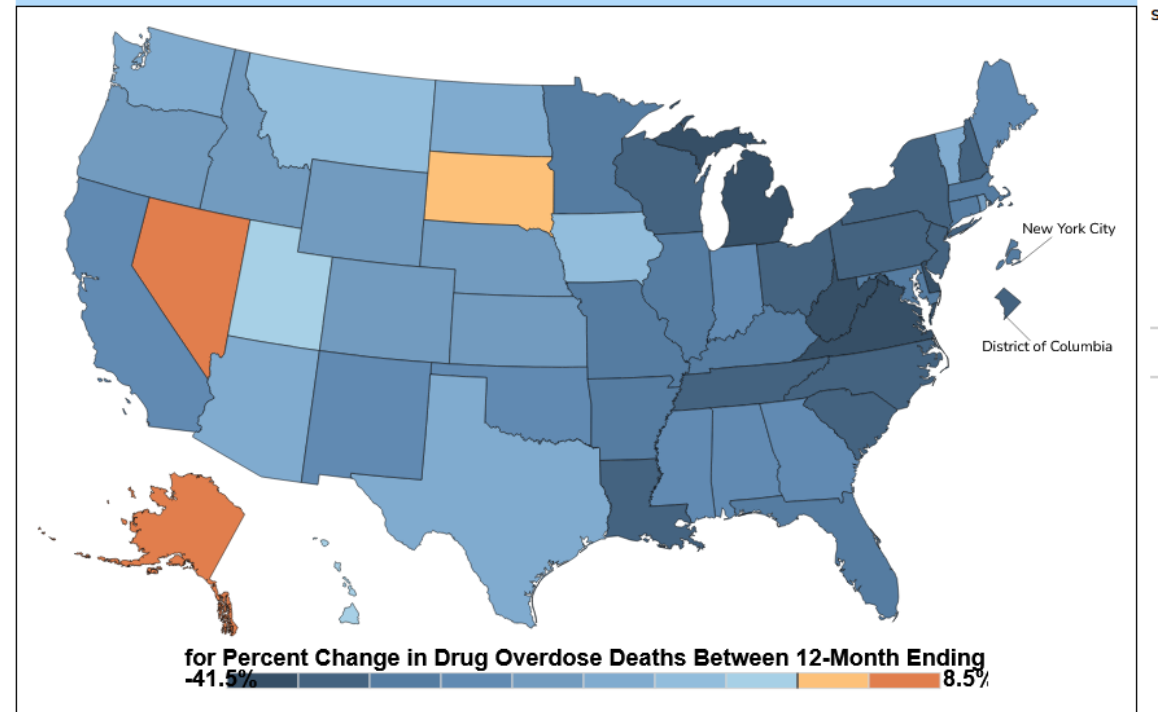 s
New York City
District of Columbia
for Percent Change in Drug Overdose Deaths Between 12-Month Ending
-41.5% 8.5%